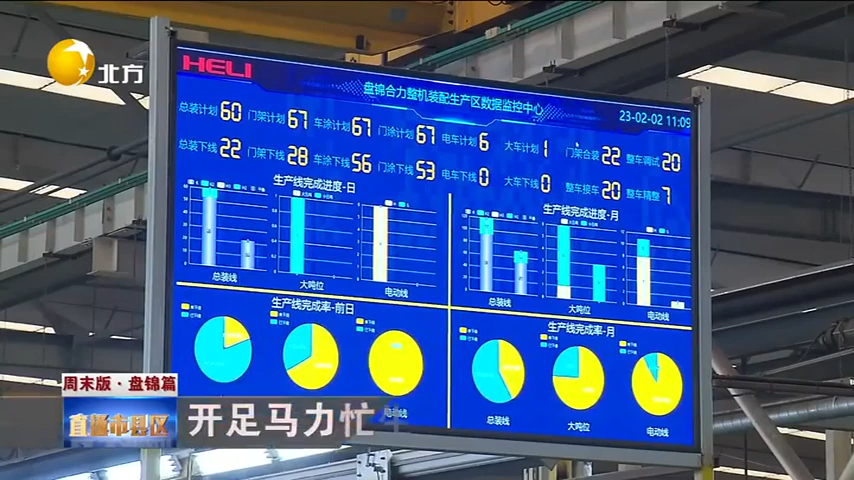 北方
HELI
盘锦合力整机装配生产区数据监控中心
23-02-02 11:09
总装计划 60 门架计划 67 车涂计划 67 门涂计划 67 电车计划 6 大车计划 1 门架合装 22 整车调试 20
总装下线 22 门架下线 28 车涂下线 56 门涂下线 53 电车下线 0 大车下线 0 整车接车 20 整车精整 7
生产线完成进度-日
生产线完成进度-月
总装线 大吨位 电动线
总装线 大吨位 电动线
生产线完成率-前日
生产线完成率-月
总装线 大吨位 电动线
周末版·盘锦篇
直通市县区
开足马力忙